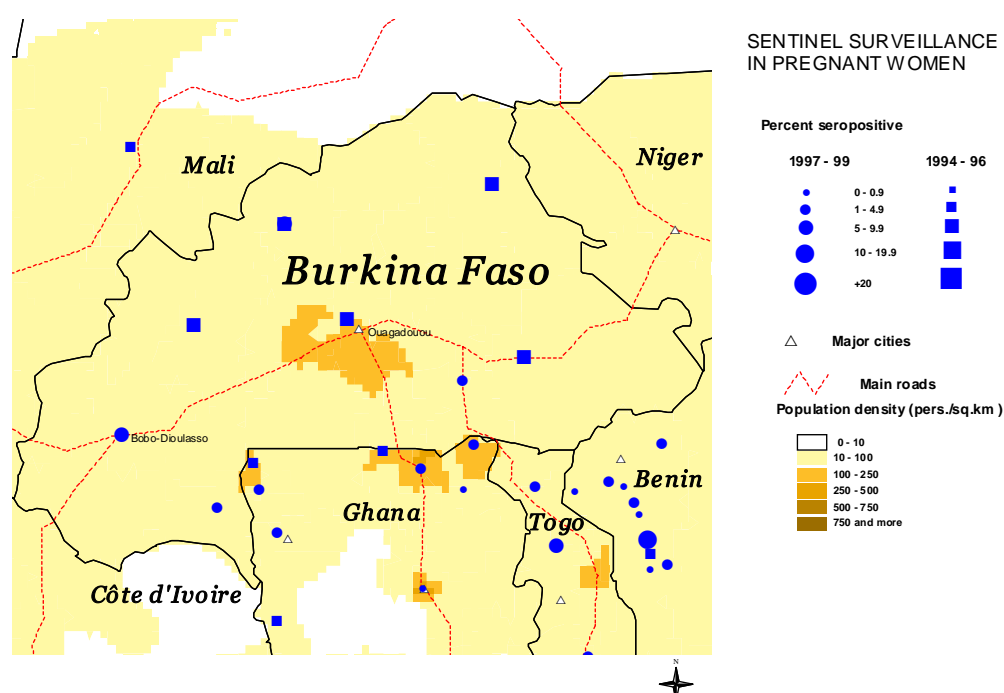 SENTINEL SURVEILLANCE
IN PREGNANT WOMEN
Percent seropositive
1997 - 99
1994 - 96
0 - 0.9
1 - 4.9
5 - 9.9
10 - 19.9
+20
Major cities
Main roads
Population density (pers./sq.km )
0 - 10
10 - 100
100 - 250
250 - 500
500 - 750
750 and more
Mali
Niger
Burkina Faso
Ouagadourou
Bobo-Dioulasso
Benin
Ghana
Togo
Côte d'Ivoire
N